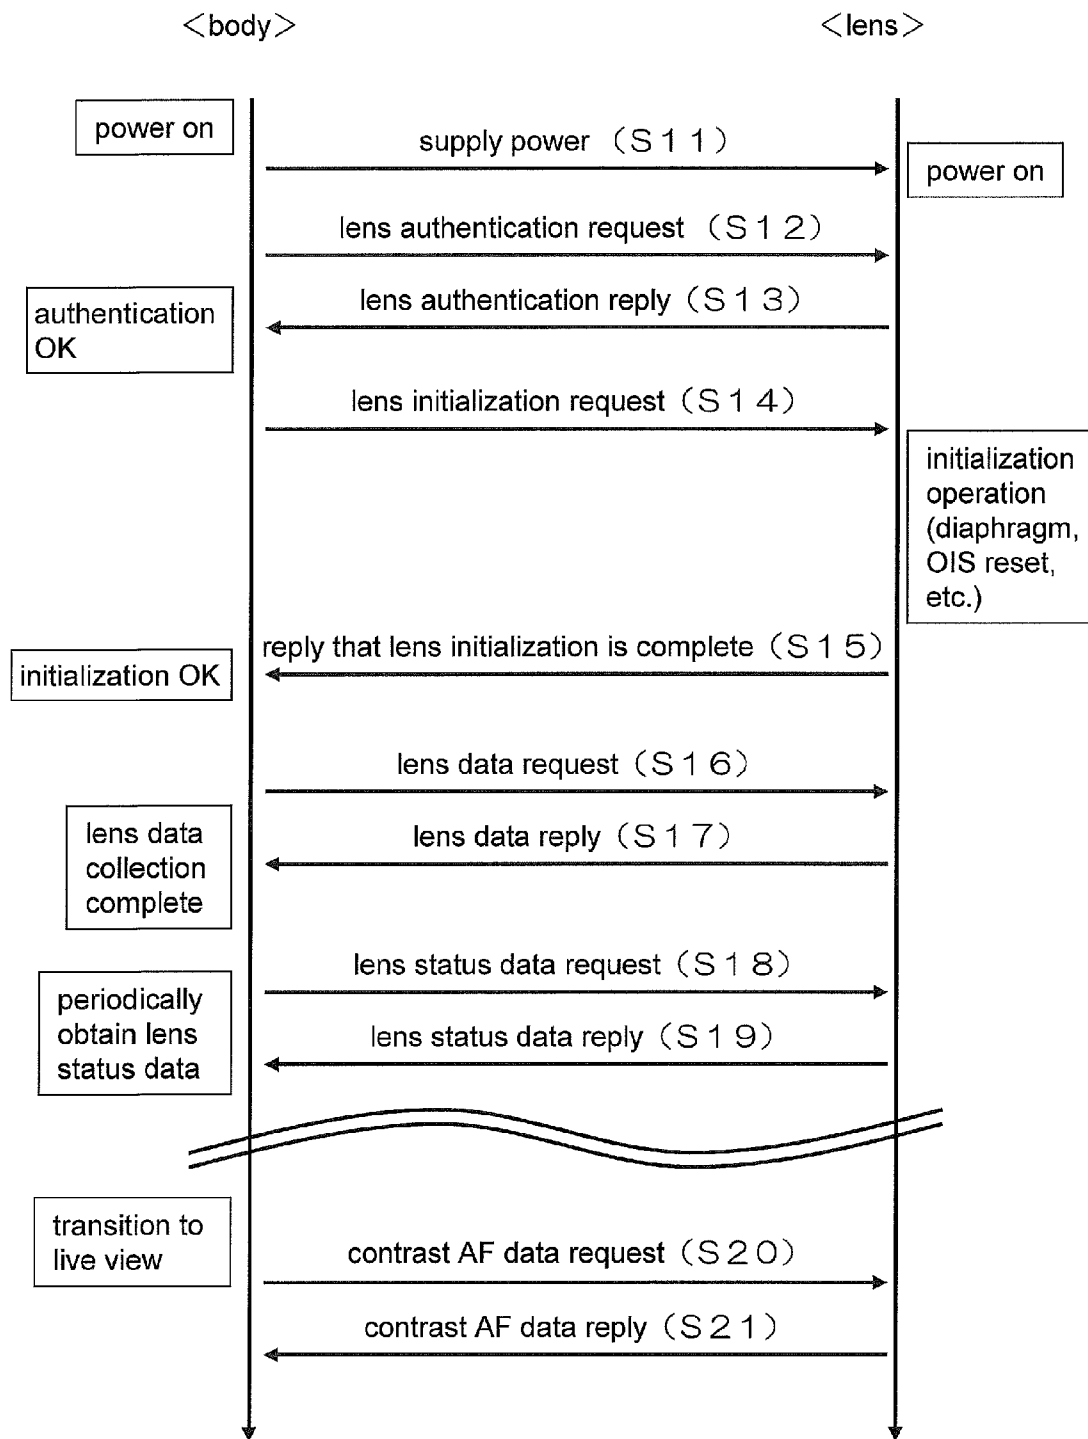 ＜body＞
＜lens＞
power on
supply power （S１１）
power on
lens authentication request （S１２）
lens authentication reply （S１３）
authentication
OK
lens initialization request （S１４）
initialization
operation
(diaphragm,
OIS reset,
etc.)
reply that lens initialization is complete （S１５）
initialization OK
lens data request （S１６）
lens data reply （S１７）
lens data
collection
complete
lens status data request （S１８）
periodically
obtain lens
status data
lens status data reply （S１９）
transition to
live view
contrast AF data request （S２０）
contrast AF data reply （S２１）